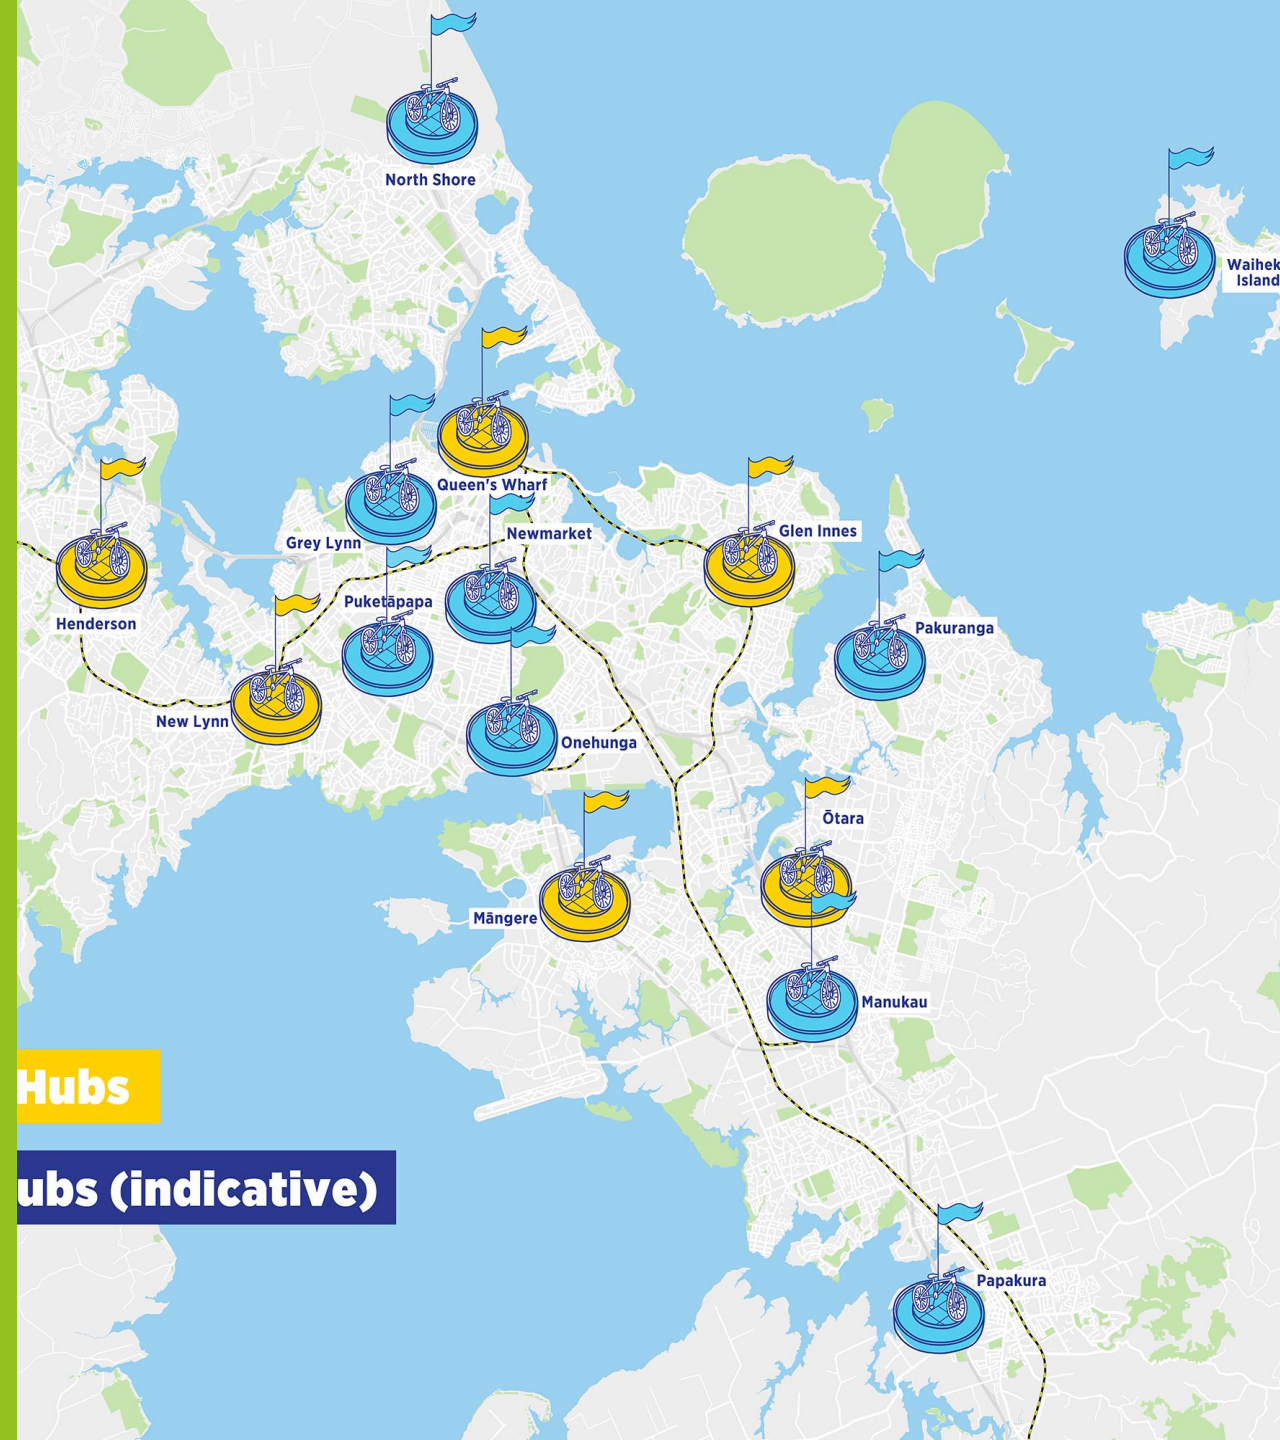 North Shore
Waihek
Island
Queen's Wharf
Grey Lynn
Newmarket
Glen Innes
Puketāpapa
Henderson
Pakuranga
New Lynn
Onehunga
Ōtara
Māngere
Manukau
Hubs
ubs (indicative)
Papakura